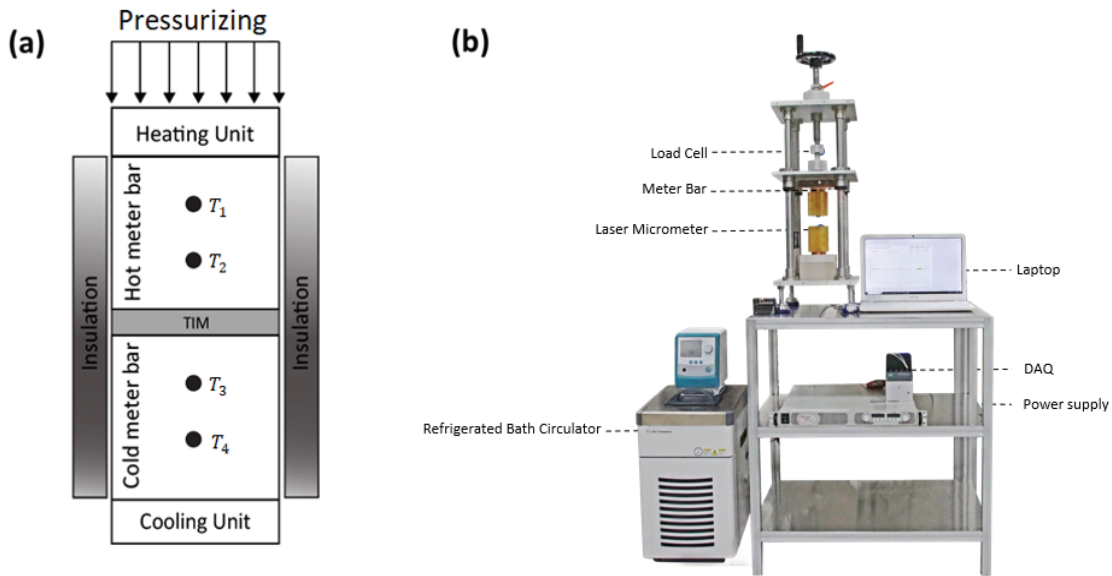 (a)
Pressurizing
Heating Unit
Insulation
Hot meter bar
T1
T2
TIM
Cold meter bar
T3
T4
Insulation
Cooling Unit
(b)
Load Cell
Meter Bar
Laser Micrometer
Laptop
DAQ
Power supply
Refrigerated Bath Circulator